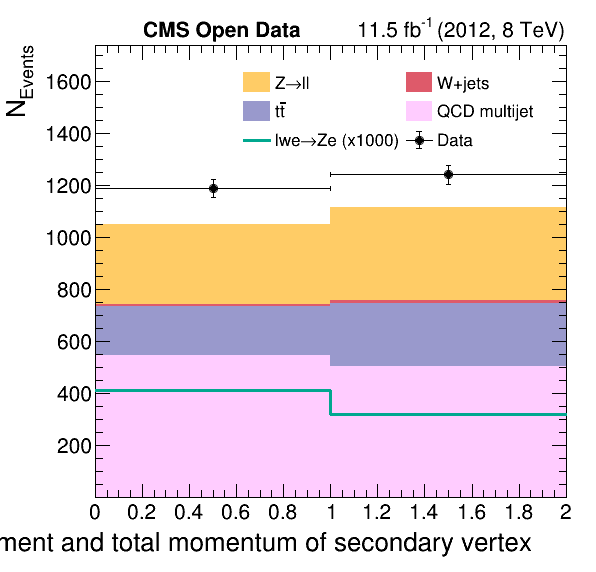 CMS Open Data 11.5 fb⁻¹ (2012, 8 TeV)
N_Events
Z→ll W+jets
tt̄ QCD multijet
lwe→Ze (x1000) Data
1600
1400
1200
1000
800
600
400
200
0 0.2 0.4 0.6 0.8 1 1.2 1.4 1.6 1.8 2
ment and total momentum of secondary vertex